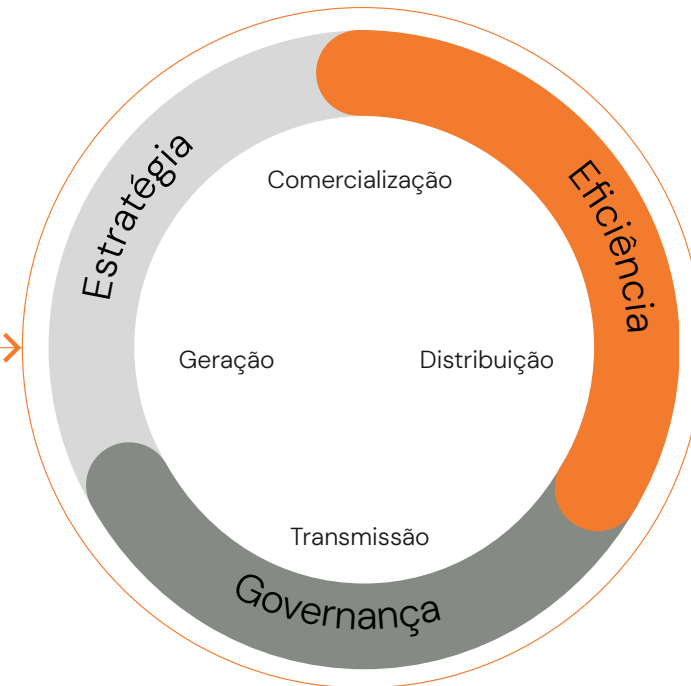 Estratégia
Eficiência
Comercialização
Geração
Distribuição
Transmissão
Governança